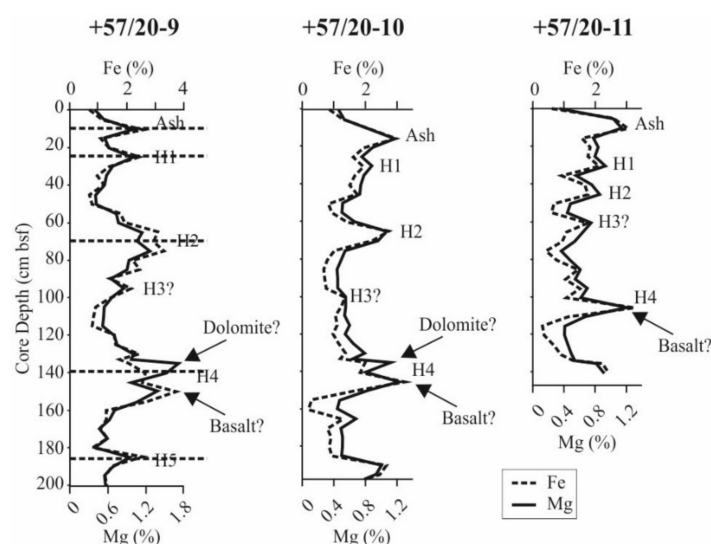 +57/20-9
+57/20-10
+57/20-11
Fe (%)
Fe (%)
Fe (%)
0 2 4
0 2
0 2
Core Depth (cm bsf)
0
20
40
60
80
100
120
140
160
180
200
Ash
H1
H2
H3?
Dolomite?
H4
Basalt?
H5
0 0.6 1.2 1.8
Mg (%)
Ash
H1
H2
H3?
Dolomite?
H4
Basalt?
0 0.4 0.8 1.2
Mg (%)
Ash
H1
H2
H3?
H4
Basalt?
0 0.4 0.8 1.2
Mg (%)
Fe
Mg